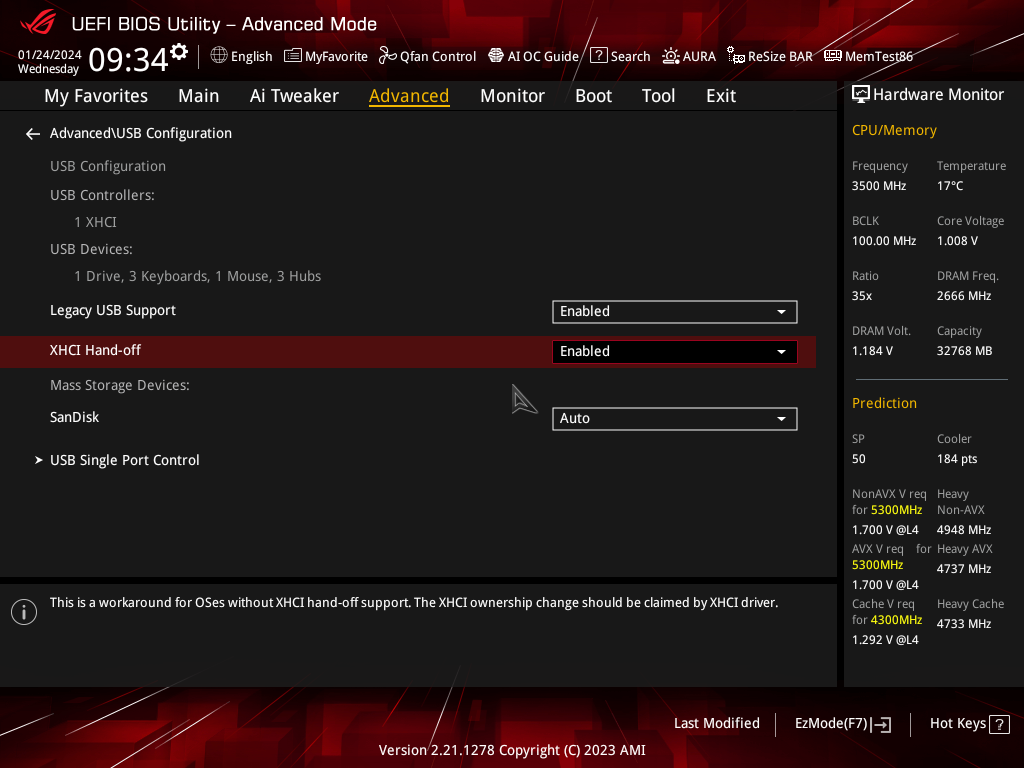 UEFI BIOS Utility – Advanced Mode
01/24/2024
Wednesday
09:34
English
MyFavorite
Qfan Control
AI OC Guide
? Search
AURA
ReSize BAR
MemTest86
My Favorites Main Ai Tweaker Advanced Monitor Boot Tool Exit
Advanced\USB Configuration
USB Configuration
USB Controllers:
1 XHCI
USB Devices:
1 Drive, 3 Keyboards, 1 Mouse, 3 Hubs
Legacy USB Support Enabled
XHCI Hand-off Enabled
Mass Storage Devices:
SanDisk Auto
USB Single Port Control
This is a workaround for OSes without XHCI hand-off support. The XHCI ownership change should be claimed by XHCI driver.
Hardware Monitor
CPU/Memory
Frequency Temperature
3500 MHz 17°C
BCLK Core Voltage
100.00 MHz 1.008 V
Ratio DRAM Freq.
35x 2666 MHz
DRAM Volt. Capacity
1.184 V 32768 MB
Prediction
SP Cooler
50 184 pts
NonAVX V req Heavy
for 5300MHz Non-AVX
1.700 V @L4 4948 MHz
AVX V req for Heavy AVX
5300MHz 4737 MHz
1.700 V @L4
Cache V req Heavy Cache
for 4300MHz 4733 MHz
1.292 V @L4
Last Modified
EzMode(F7)
Hot Keys ?
Version 2.21.1278 Copyright (C) 2023 AMI